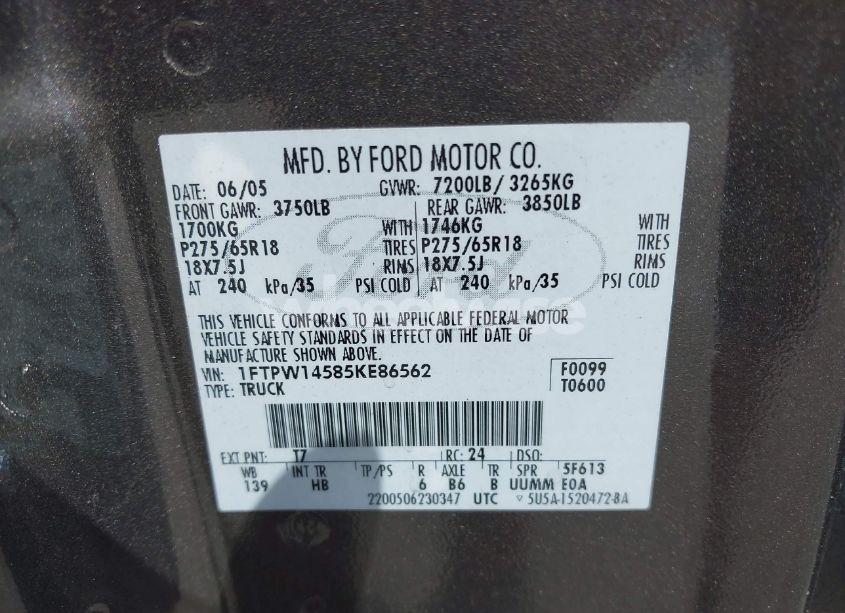 MFD. BY FORD MOTOR CO.
DATE: 06/05 GVWR: 7200LB/ 3265KG
FRONT GAWR: 3750LB REAR GAWR: 3850LB
1700KG WITH 1746KG WITH
P275/65R18 TIRES P275/65R18 TIRES
18X7.5J RIMS 18X7.5J RIMS
AT 240 kPa/35 PSI COLD AT 240 kPa/35 PSI COLD
THIS VEHICLE CONFORMS TO ALL APPLICABLE FEDERAL MOTOR
VEHICLE SAFETY STANDARDS IN EFFECT ON THE DATE OF
MANUFACTURE SHOWN ABOVE.
VIN: 1FTPW14585KE86562 F0099
TYPE: TRUCK T0600
EXT PNT: T7 RC: 24 DSO:
WB INT TR TP/PS R AXLE TR SPR 5F613
139 HB 6 B6 B UUMM E0A
2200506230347 UTC ▽ 5U5A-1520472-BA